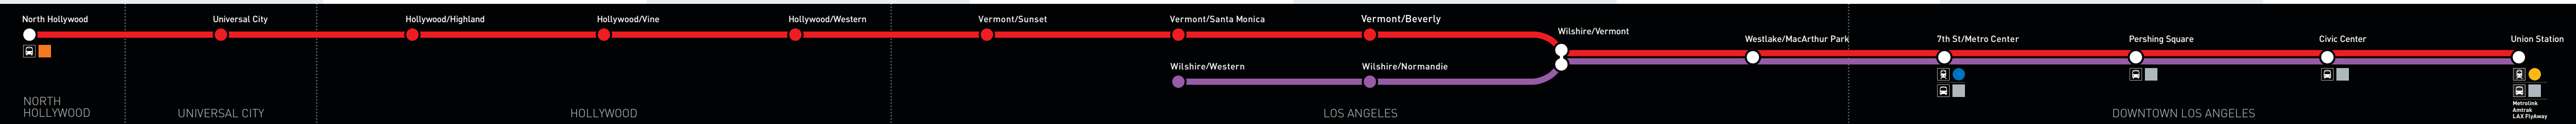 North Hollywood
Universal City
Hollywood/Highland
Hollywood/Vine
Hollywood/Western
Vermont/Sunset
Vermont/Santa Monica
Vermont/Beverly
Wilshire/Vermont
Westlake/MacArthur Park
7th St/Metro Center
Pershing Square
Civic Center
Union Station
Wilshire/Western
Wilshire/Normandie
NORTH
HOLLYWOOD
UNIVERSAL CITY
HOLLYWOOD
LOS ANGELES
DOWNTOWN LOS ANGELES
Metrolink
Amtrak
LAX FlyAway